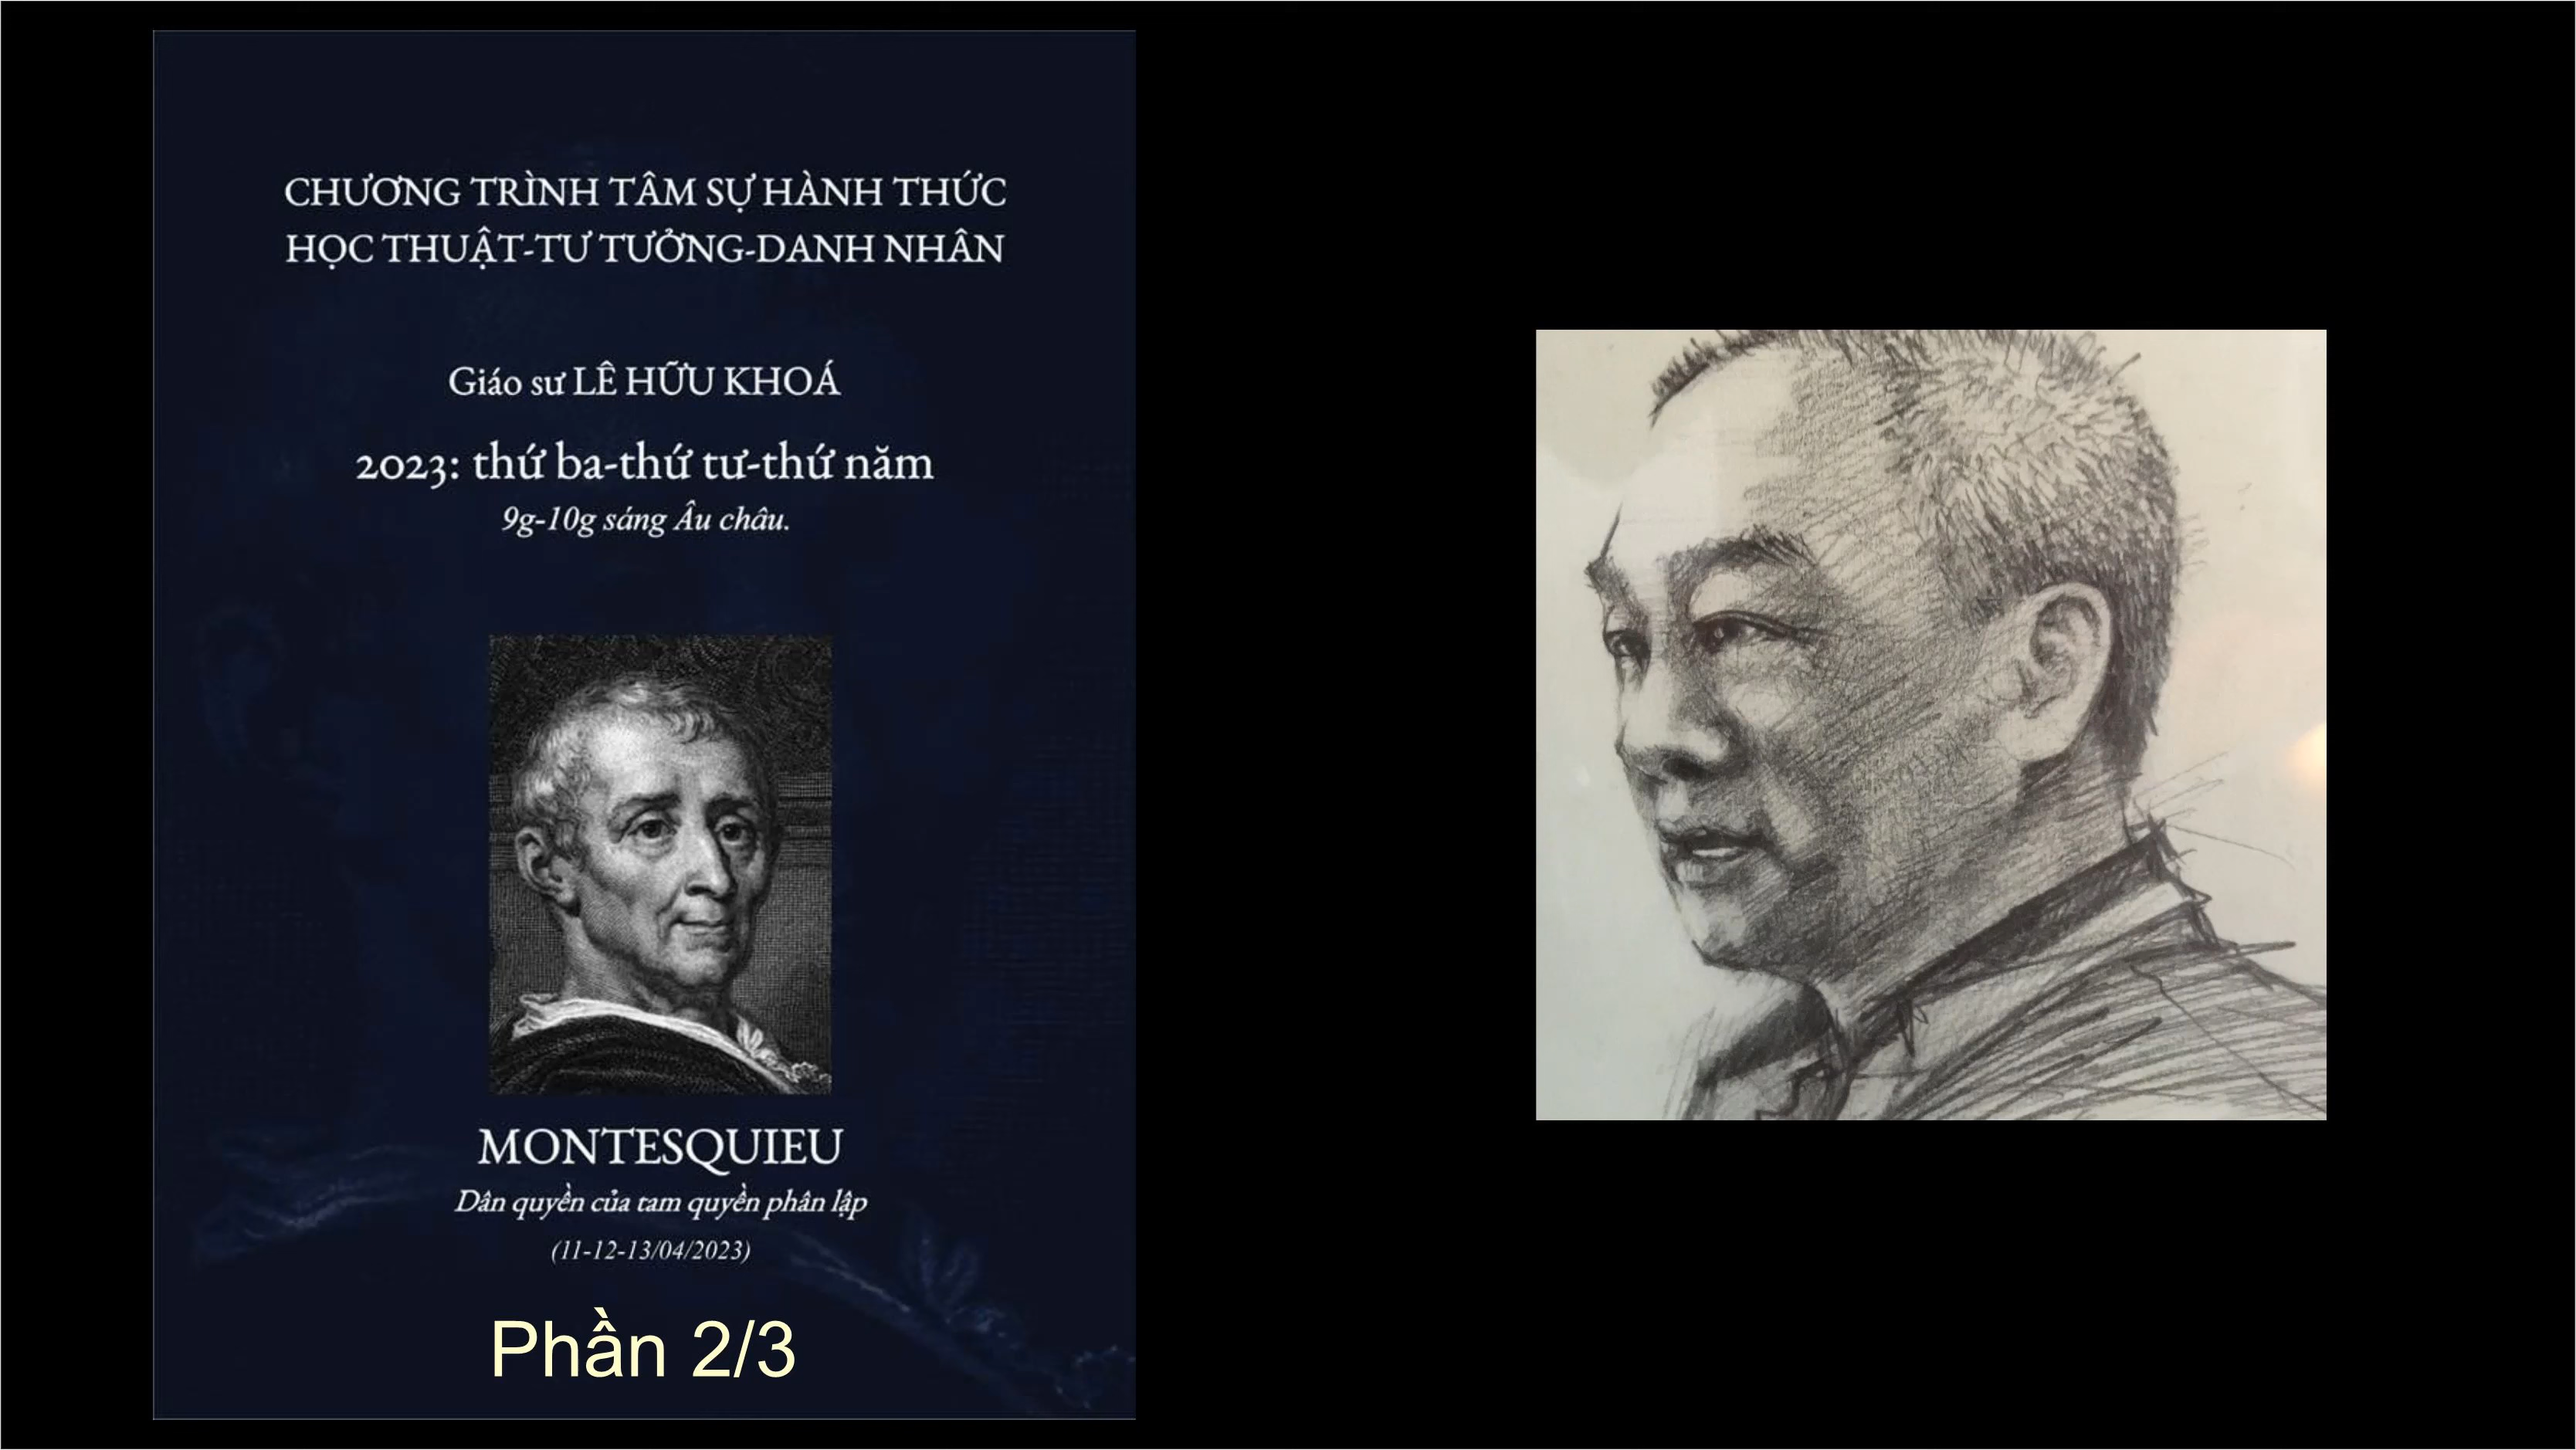 CHƯƠNG TRÌNH TÂM SỰ HÀNH THỨC
HỌC THUẬT-TƯ TƯỞNG-DANH NHÂN
Giáo sư LÊ HỮU KHOÁ
2023: thứ ba-thứ tư-thứ năm
9g-10g sáng Âu châu.
MONTESQUIEU
Dân quyền của tam quyền phân lập
(11-12-13/04/2023)
Phần 2/3